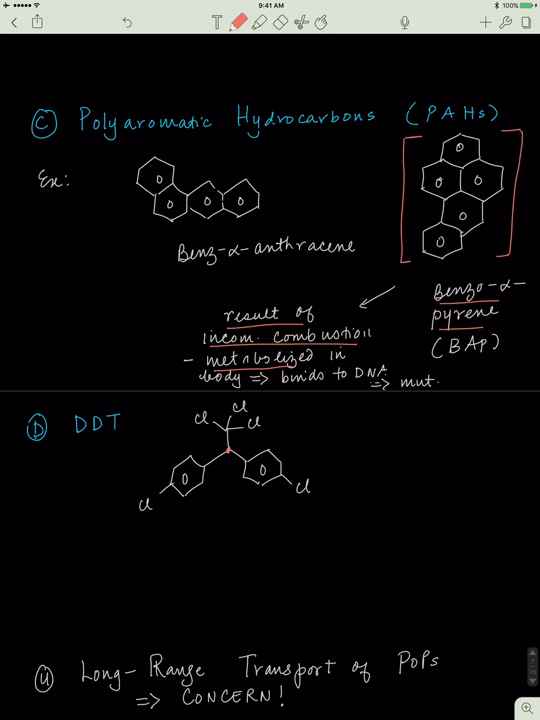 9:41 AM
100%
T
C Polyaromatic Hydrocarbons (PAHs)
Ex:
Benz-α-anthracene
Benzo-α-
pyrene
(BAP)
result of
incom. combustion
- metabolized in
body => binds to DNA
=> mut.
D DDT
Cl
Cl
Cl
Cl
Cl
4 Long-Range Transport of POPs
=> CONCERN!